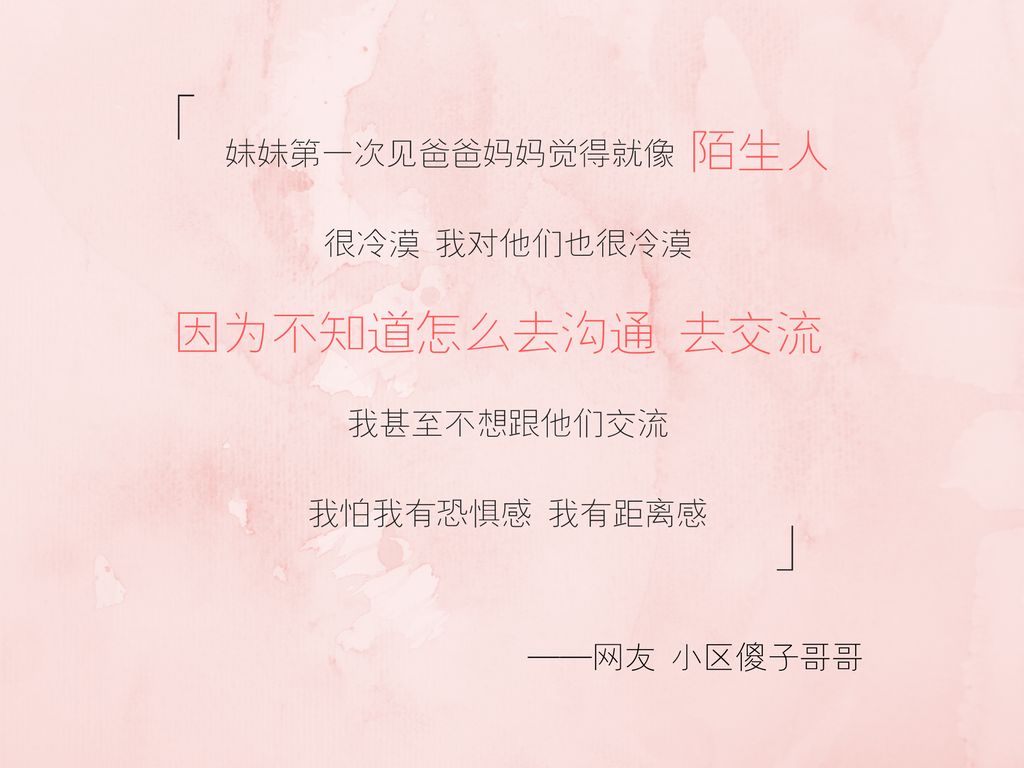 「
妹妹第一次见爸爸妈妈觉得就像 陌生人
很冷漠 我对他们也很冷漠
因为不知道怎么去沟通 去交流
我甚至不想跟他们交流
我怕我有恐惧感 我有距离感
」
——网友 小区傻子哥哥